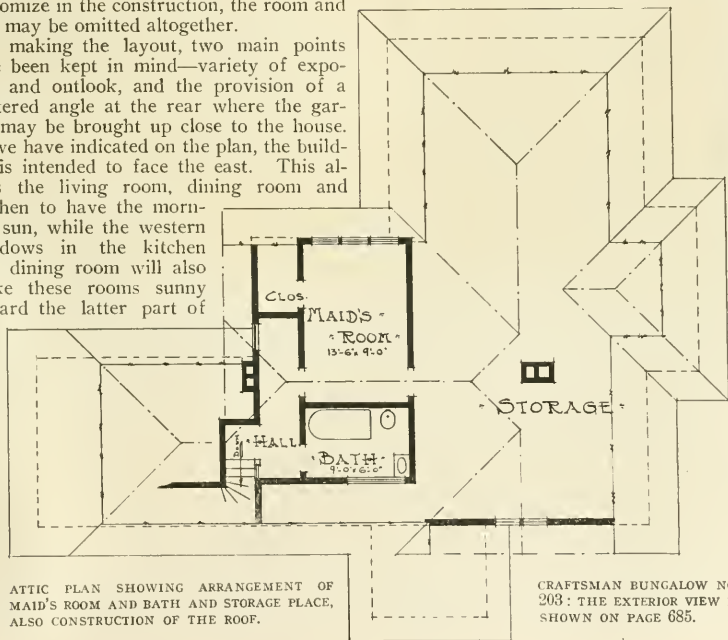 omize in the construction, the room and
may be omitted altogether.
making the layout, two main points
been kept in mind—variety of expo-
and outlook, and the provision of a
tered angle at the rear where the gar-
may be brought up close to the house.
we have indicated on the plan, the build-
is intended to face the east. This al-
the living room, dining room and
hen to have the morn-
sun, while the western
dows in the kitchen
dining room will also
ke these rooms sunny
ard the latter part of
CLOS.
MAID'S
ROOM
13'-6" x 9'-0"
STORAGE
HALL
BATH
9'-0" x 6'-0"
ATTIC PLAN SHOWING ARRANGEMENT OF
MAID'S ROOM AND BATH AND STORAGE PLACE,
ALSO CONSTRUCTION OF THE ROOF.
CRAFTSMAN BUNGALOW NO
203: THE EXTERIOR VIEW
SHOWN ON PAGE 685.